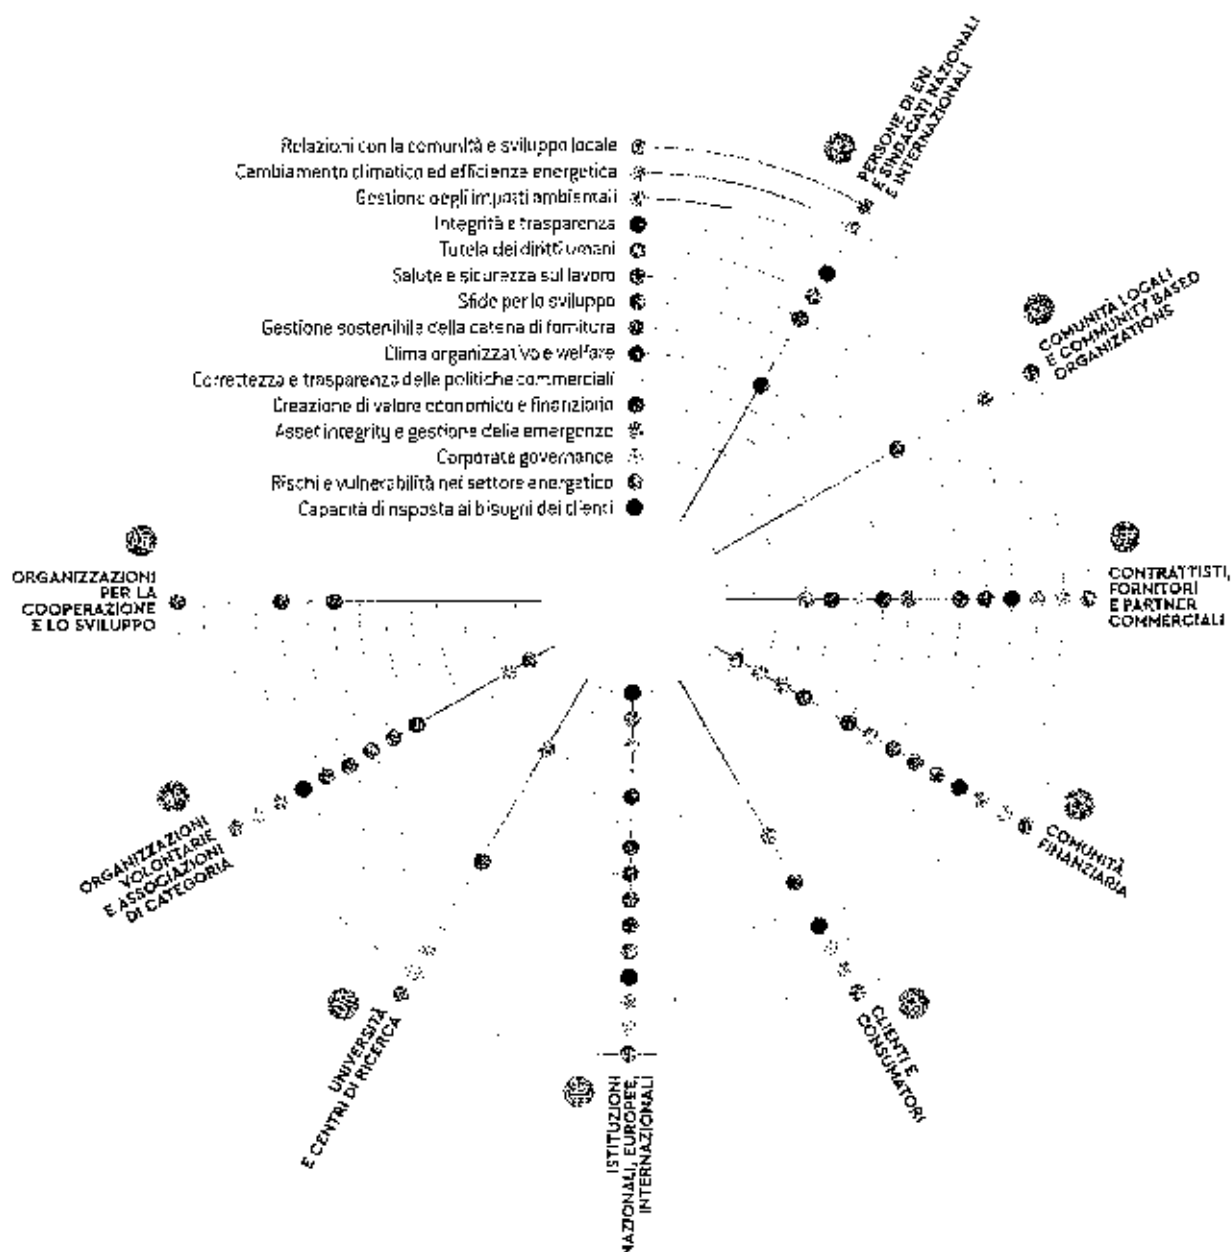 Relazioni con la comunità e sviluppo locale
Cambiamento climatico ed efficienza energetica
Gestione degli impatti ambientali
Integrità e trasparenza
Tutela dei diritti umani
Salute e sicurezza sul lavoro
Sfide per lo sviluppo
Gestione sostenibile della catena di fornitura
Clima organizzativo e welfare
Correttezza e trasparenza delle politiche commerciali
Creazione di valore economico e finanziario
Asset integrity e gestione delle emergenze
Corporate governance
Rischi e vulnerabilità nel settore energetico
Capacità di risposta ai bisogni dei clienti
PERSONE DI ENI
E SINDACATI NAZIONALI
E INTERNAZIONALI
COMUNITÀ LOCALI
E COMMUNITY BASED
ORGANIZATIONS
CONTRATTISTI,
FORNITORI
E PARTNER
COMMERCIALI
COMUNITÀ
FINANZIARIA
CLIENTI E
CONSUMATORI
ISTITUZIONI
NAZIONALI, EUROPEE,
INTERNAZIONALI
UNIVERSITÀ
E CENTRI DI RICERCA
ORGANIZZAZIONI
VOLONTARIE
E ASSOCIAZIONI
DI CATEGORIA
ORGANIZZAZIONI
PER LA
COOPERAZIONE
E LO SVILUPPO